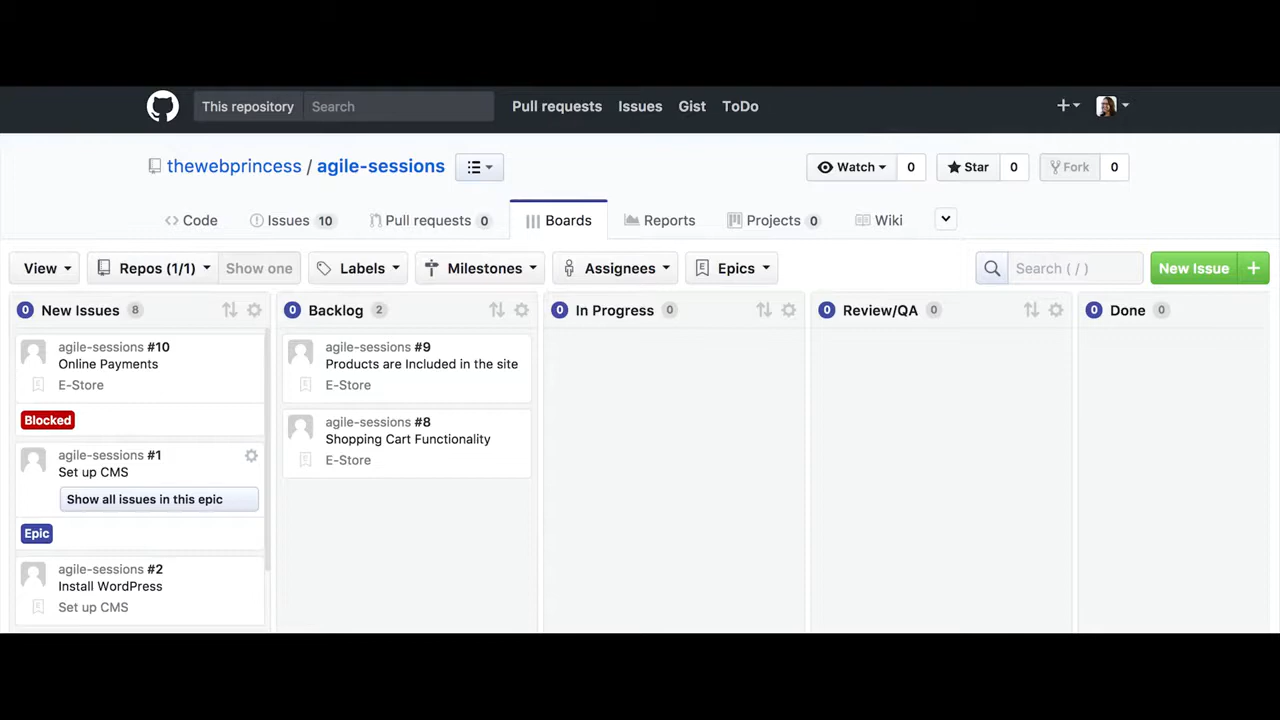 This repository Search Pull requests Issues Gist ToDo
thewebprincess / agile-sessions Watch 0 Star 0 Fork 0
Code Issues 10 Pull requests 0 Boards Reports Projects 0 Wiki
View Repos (1/1) Show one Labels Milestones Assignees E Epics Search ( / ) New Issue +
0 New Issues 8
agile-sessions #10
Online Payments
E E-Store
Blocked
agile-sessions #1
Set up CMS
Show all issues in this epic
Epic
agile-sessions #2
Install WordPress
E Set up CMS
0 Backlog 2
agile-sessions #9
Products are Included in the site
E E-Store
agile-sessions #8
Shopping Cart Functionality
E E-Store
0 In Progress 0
0 Review/QA 0
0 Done 0